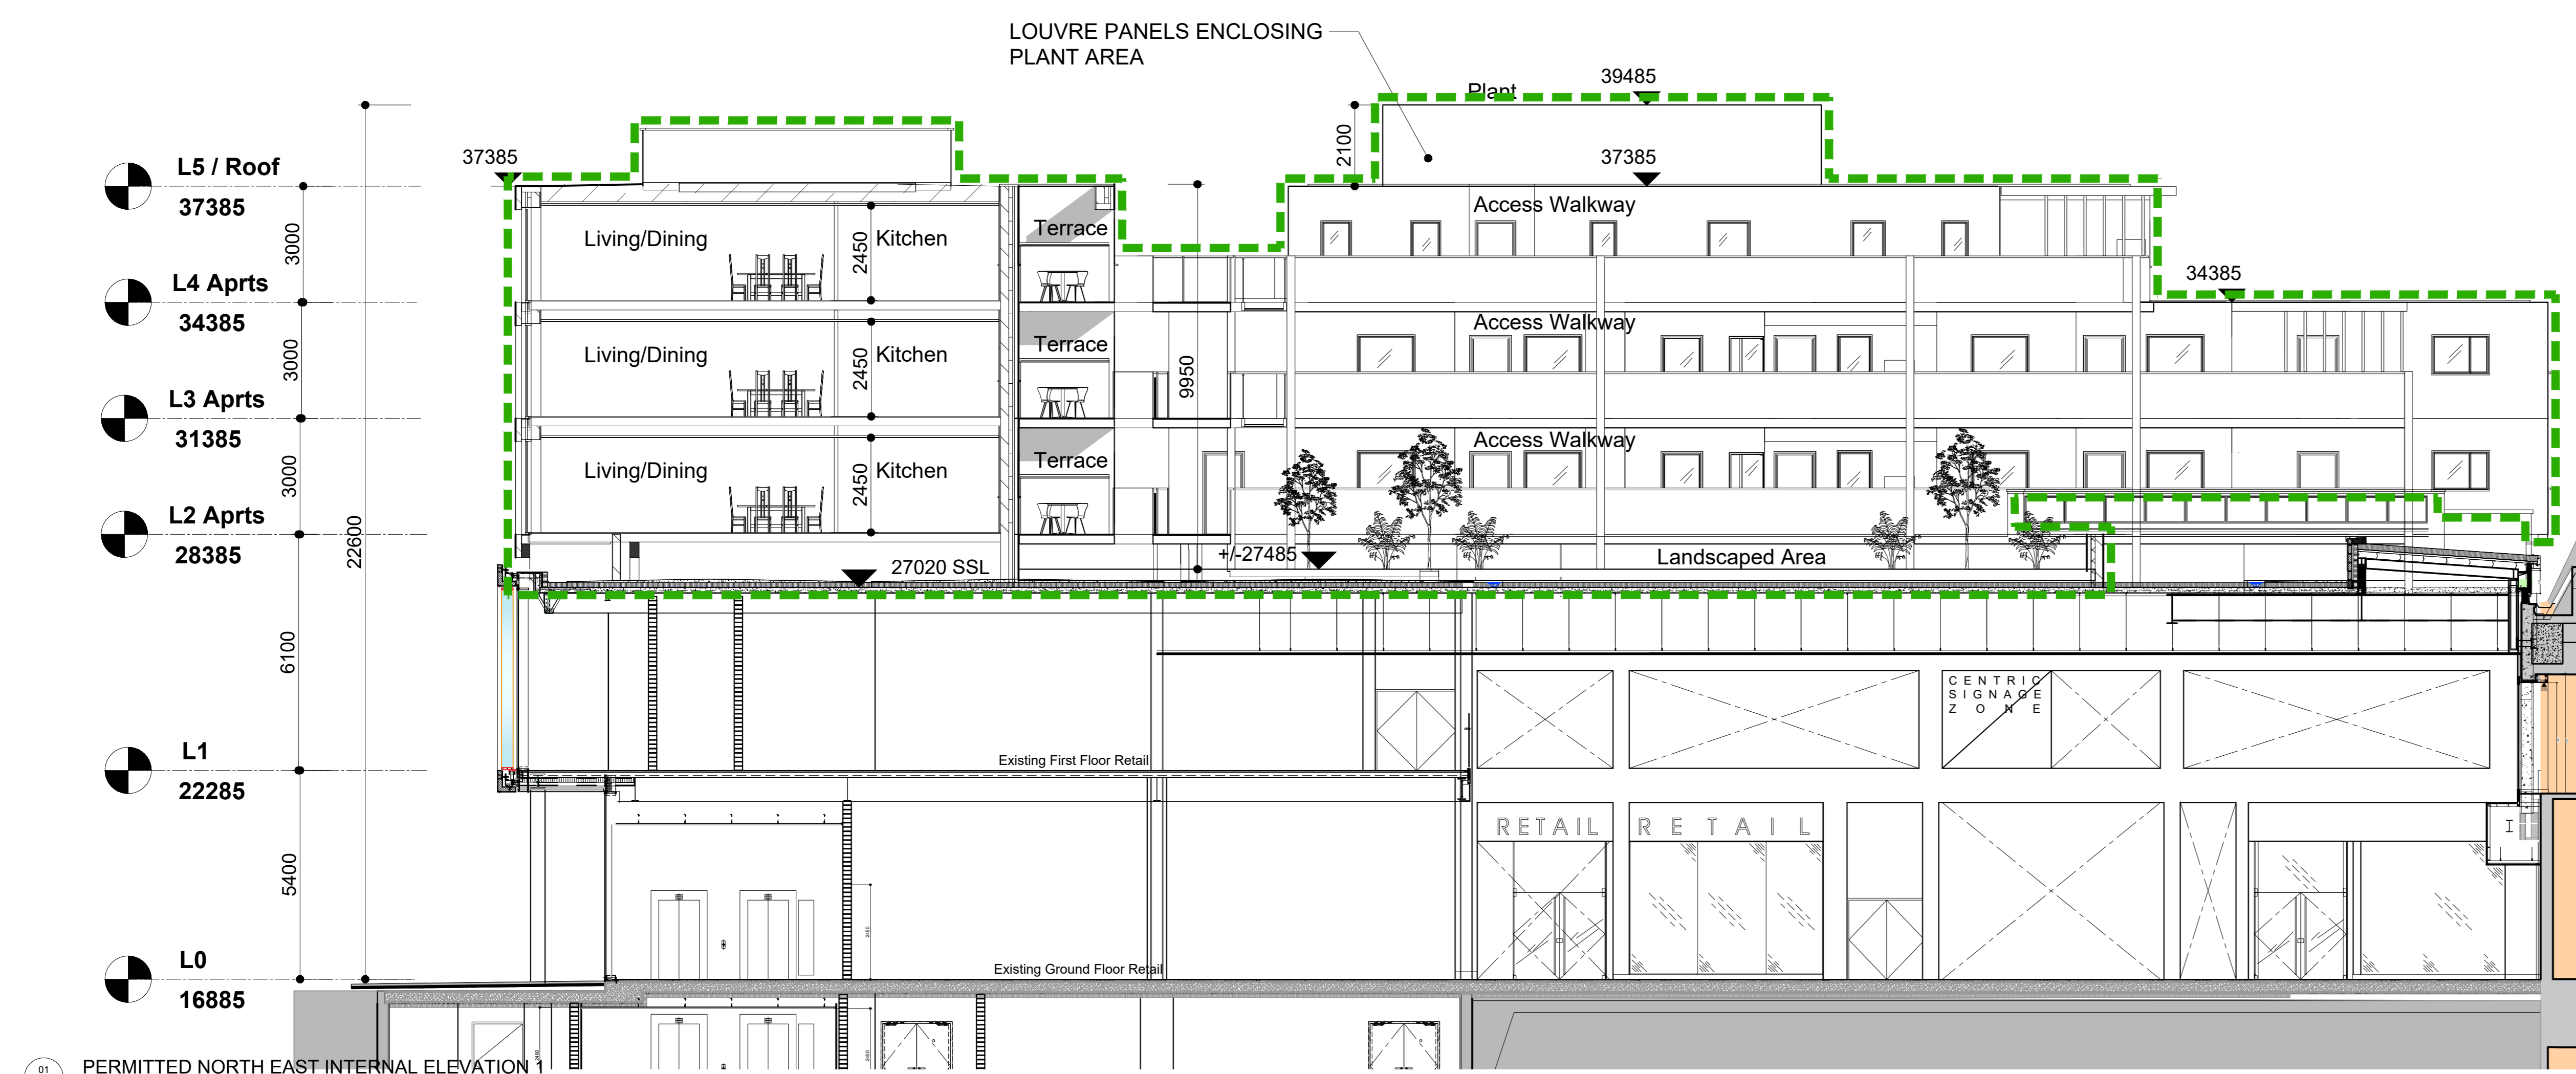 LOUVRE PANELS ENCLOSING
PLANT AREA
Plant
39485
2100
37385
37385
L5 / Roof
37385
3000
Living/Dining
2450
Kitchen
Terrace
Access Walkway
L4 Aprts
34385
34385
3000
Living/Dining
2450
Kitchen
Terrace
9950
Access Walkway
L3 Aprts
31385
3000
Living/Dining
2450
Kitchen
Terrace
Access Walkway
L2 Aprts
28385
22600
27020 SSL
+/-27485
Landscaped Area
6100
CENTRIC
SIGNAGE
ZONE
Existing First Floor Retail
L1
22285
5400
RETAIL
RETAIL
I
2450
Existing Ground Floor Retail
L0
16885
2480
2450
01
PERMITTED NORTH EAST INTERNAL ELEVATION 1